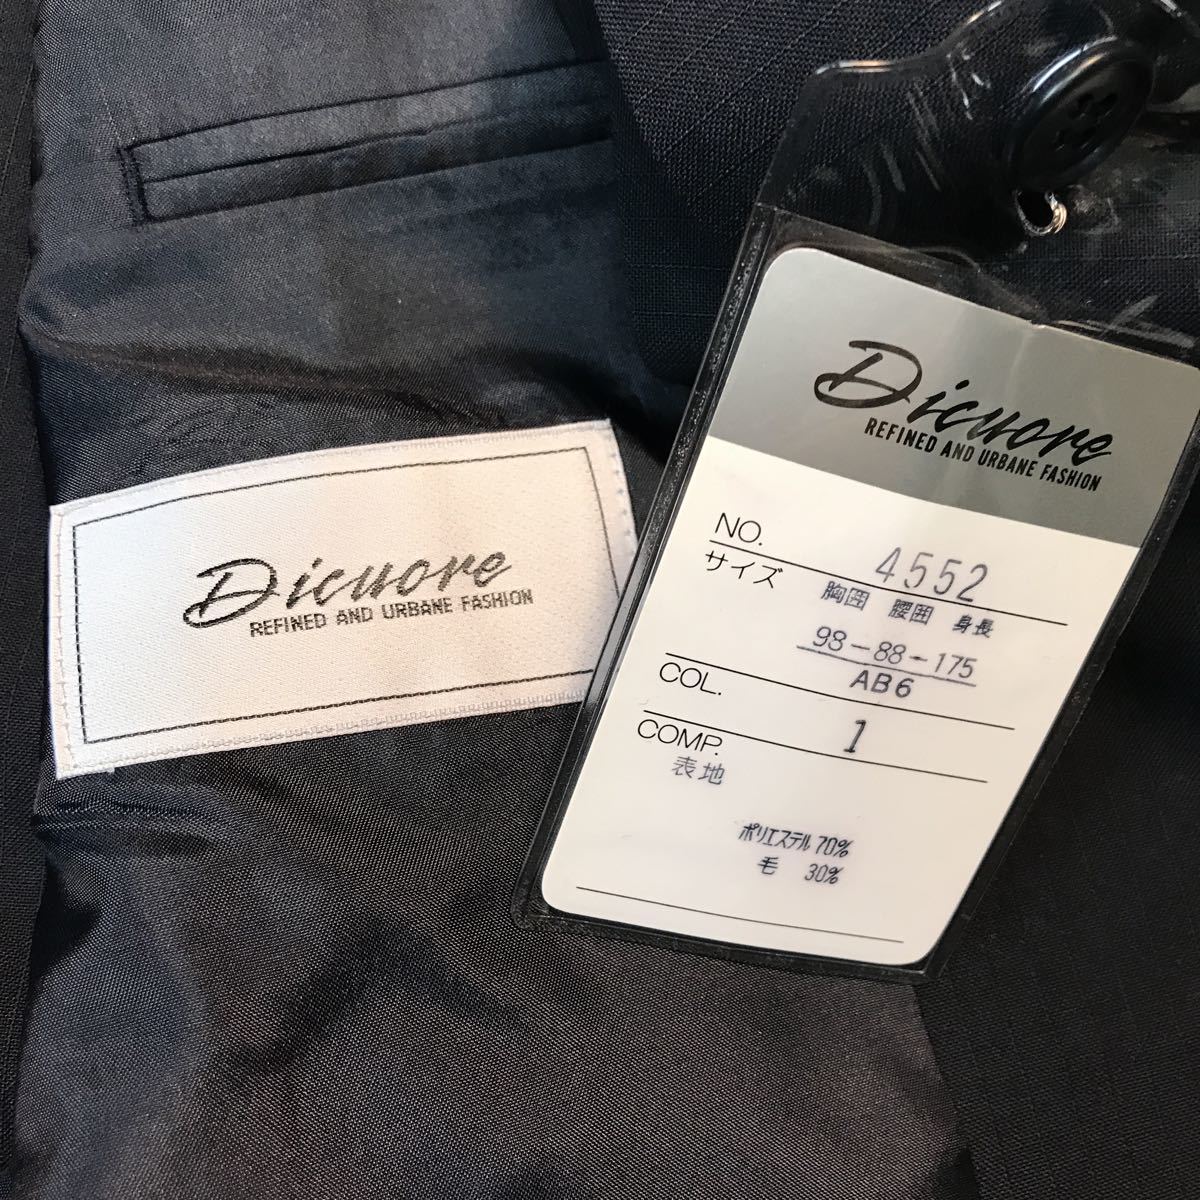 Dicuore
REFINED AND URBANE FASHION
Dicuore
REFINED AND URBANE FASHION
NO. 4552
サイズ 胸囲 腰囲 身長
98-88-175
AB6
COL. 1
COMP.
表地
ポリエステル 70%
毛 30%